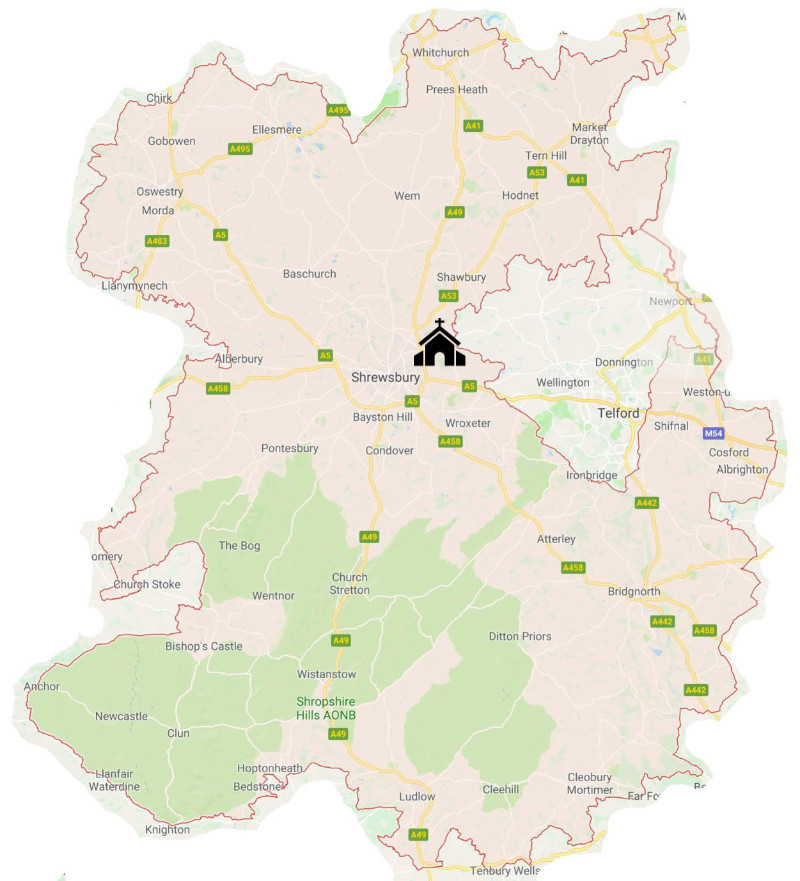 M
Whitchurch
Chirk
Prees Heath
A495
A41
Ellesmere
Market
Drayton
Gobowen
A495
Tern Hill
A53
A41
Oswestry
Wem
Hodnet
Morda
A49
A5
A483
Baschurch
Shawbury
Llanymynech
A53
Newport
Alberbury
A5
A41
Donnington
Shrewsbury
Wellington
A458
A5
Weston-u
A5
Telford
Bayston Hill
Wroxeter
Shifnal
M54
A458
Pontesbury
Condover
Cosford
Albrighton
Ironbridge
A442
A49
Atterley
The Bog
omery
A458
Church Stoke
Church
Stretton
Wentnor
Bridgnorth
A442
A458
Ditton Priors
A49
Bishop's Castle
Wistanstow
Anchor
A442
Shropshire
Hills AONB
Newcastle
Clun
A49
Hoptonheath
Llanfair
Waterdine
Bedstone
Cleobury
Mortimer
Cleehill
Ludlow
Far Fo
Be
Knighton
A49
Tenbury Wells